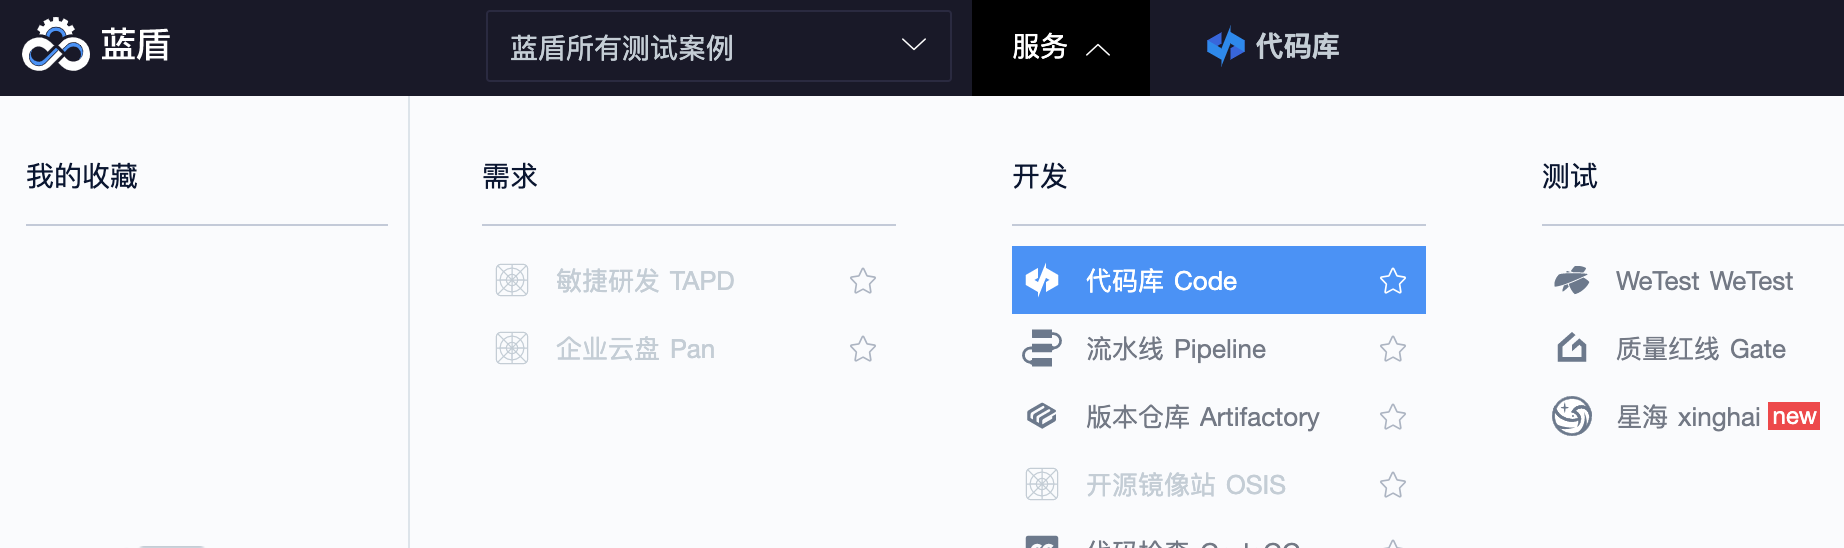 蓝盾
蓝盾所有测试案例
服务
代码库
我的收藏
需求
敏捷研发 TAPD
企业云盘 Pan
开发
代码库 Code
流水线 Pipeline
版本仓库 Artifactory
开源镜像站 OSIS
测试
WeTest WeTest
质量红线 Gate
星海 xinghai new